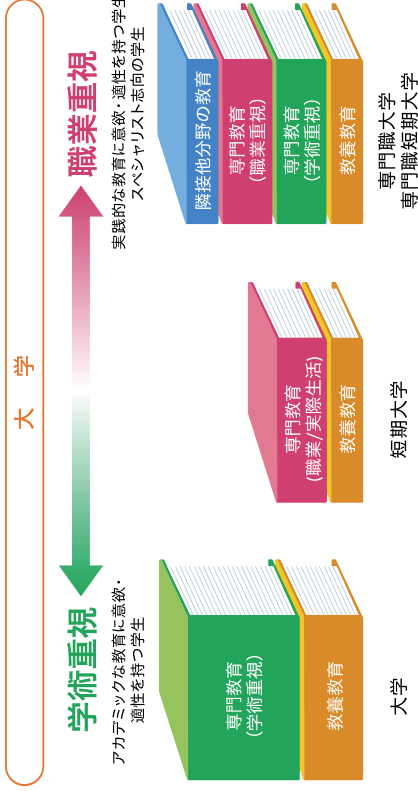 大学
学術重視
職業重視
アカデミックな教育に意欲・
適性を持つ学生
実践的な教育に意欲・適性を持つ学生
スペシャリスト志向の学生
専門教育
(学術重視)
教養教育
大学
専門教育
(職業/実際生活)
教養教育
短期大学
隣接他分野の教育
専門教育
(職業重視)
専門教育
(学術重視)
教養教育
専門職大学
専門職短期大学